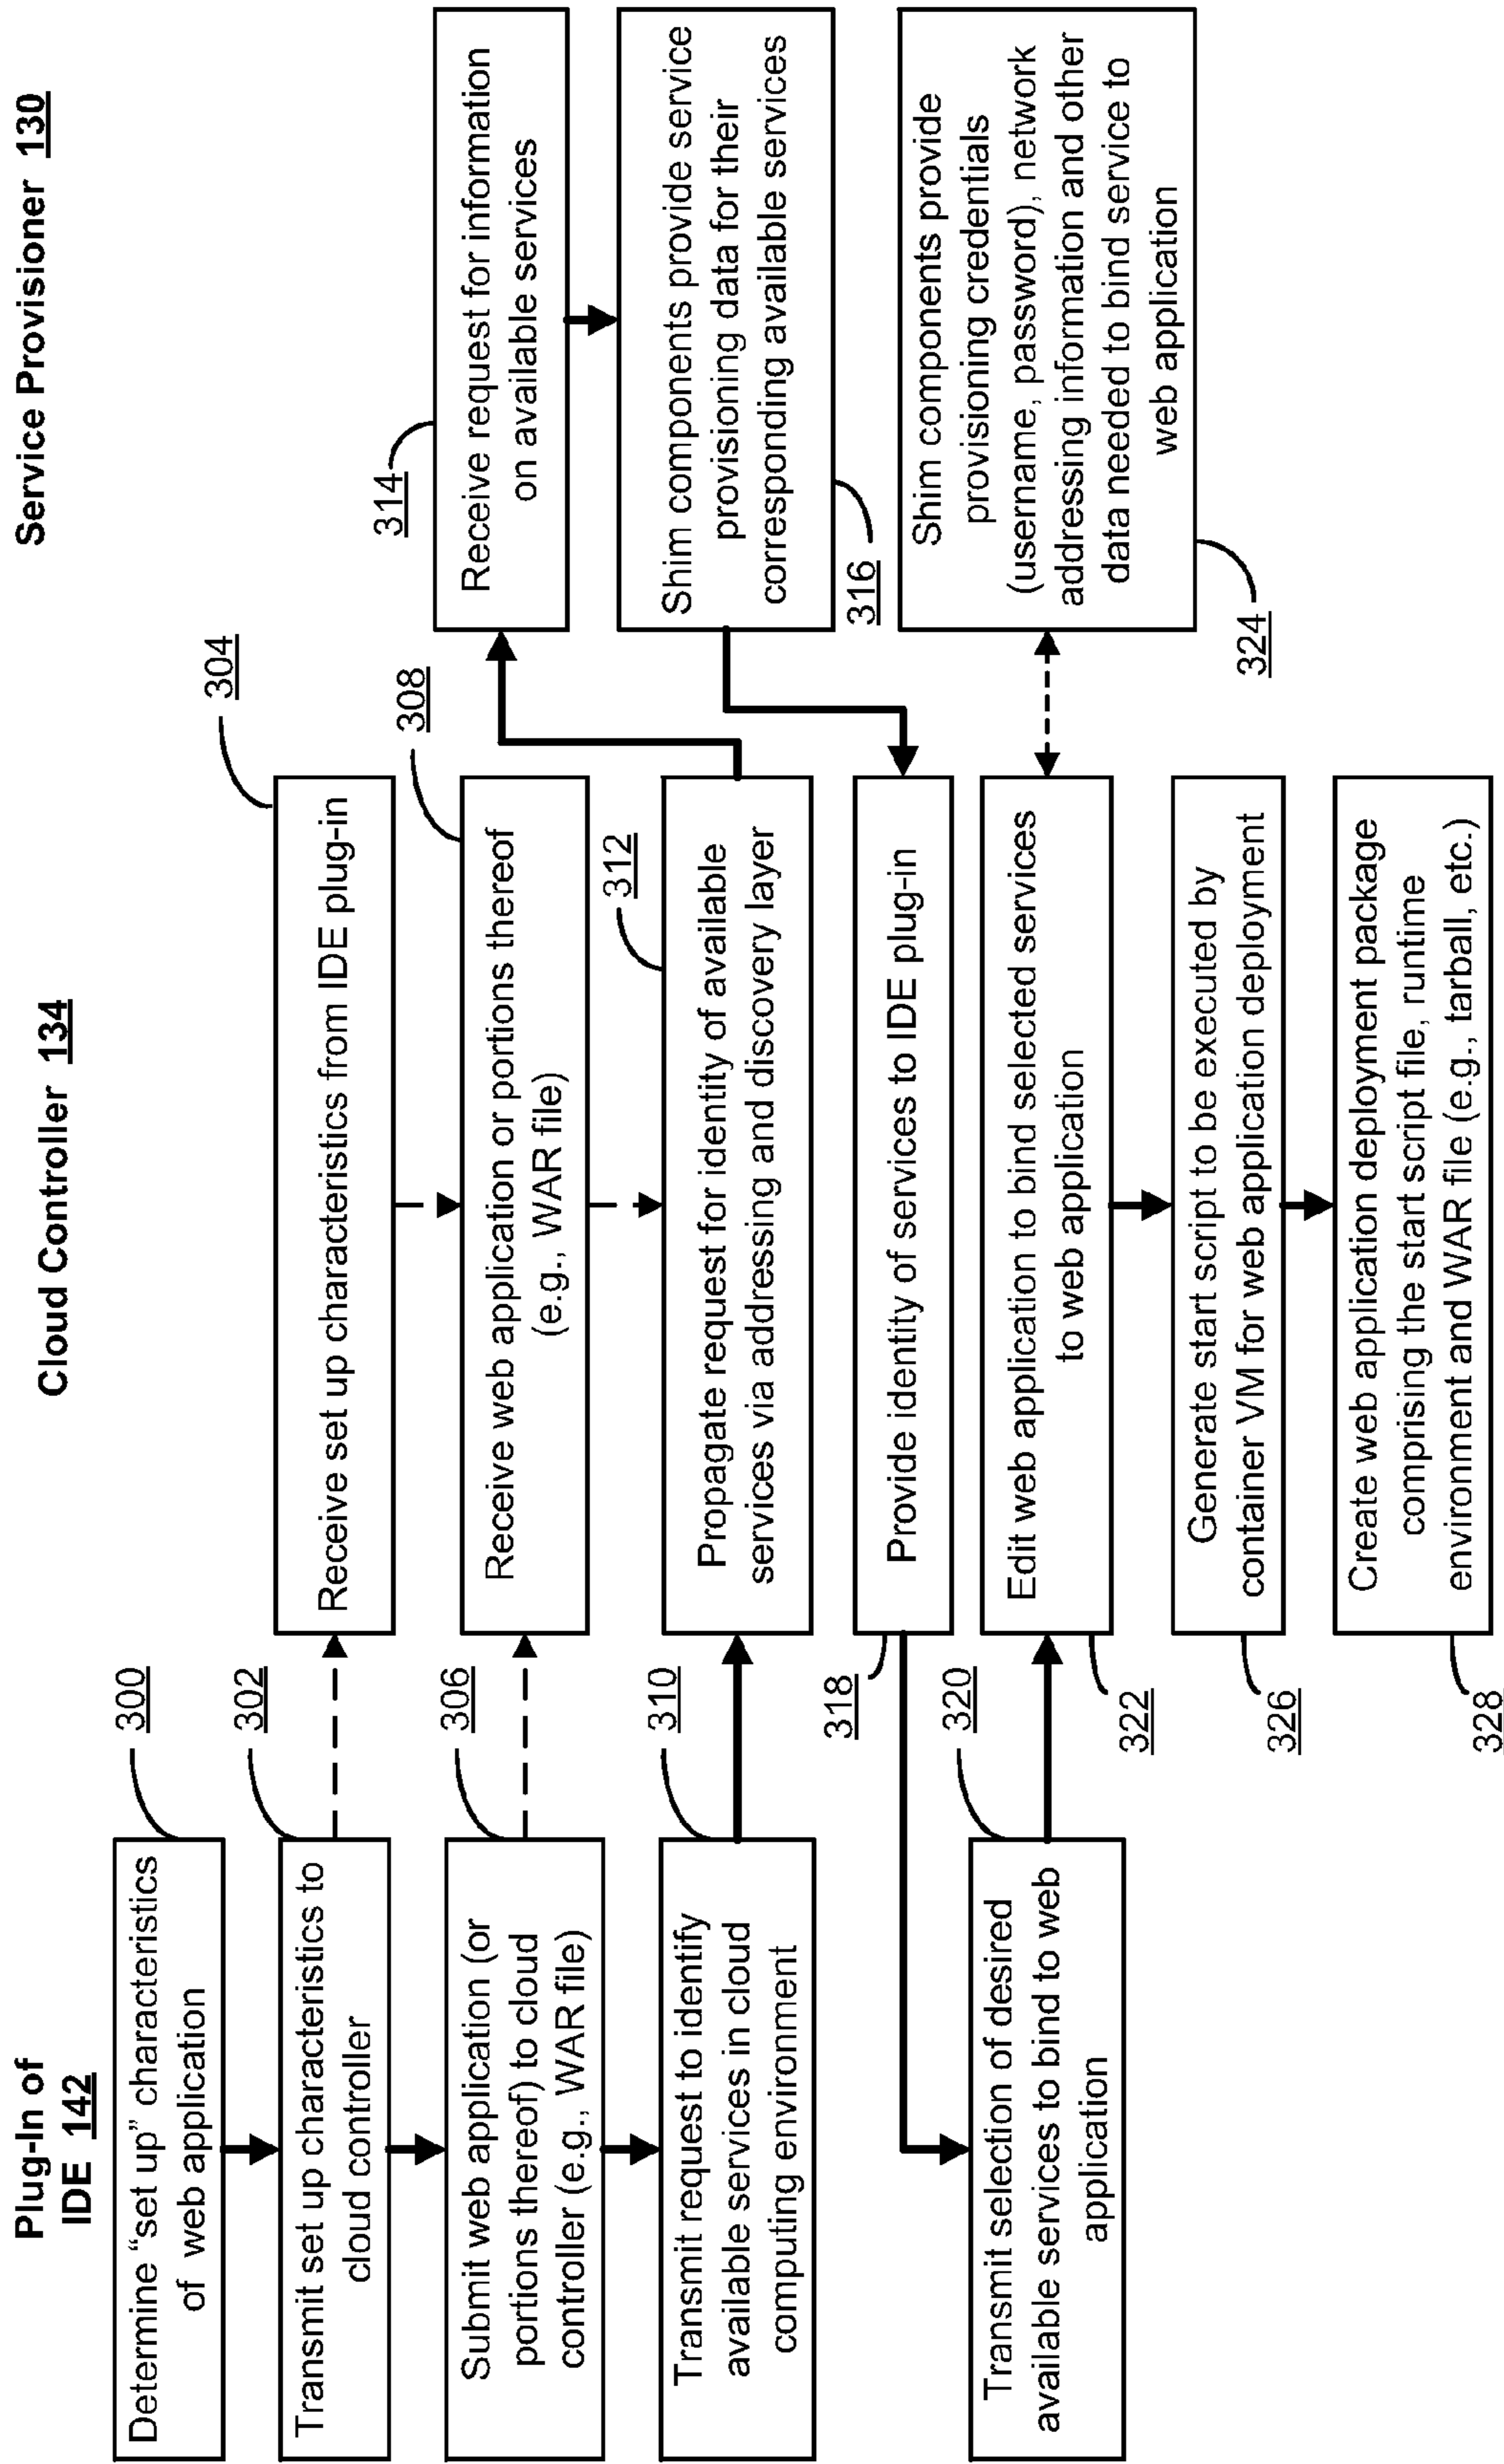 Plug-In of
IDE 142
Cloud Controller 134
Service Provisioner 130
300
Determine “set up” characteristics
of web application
302
Transmit set up characteristics to
cloud controller
304
Receive set up characteristics from IDE plug-in
306
Submit web application (or
portions thereof) to cloud
controller (e.g., WAR file)
308
Receive web application or portions thereof
(e.g., WAR file)
310
Transmit request to identify
available services in cloud
computing environment
312
Propagate request for identity of available
services via addressing and discovery layer
314
Receive request for information
on available services
316
Shim components provide service
provisioning data for their
corresponding available services
318
Provide identity of services to IDE plug-in
320
Transmit selection of desired
available services to bind to web
application
322
Edit web application to bind selected services
to web application
324
Shim components provide
provisioning credentials
(username, password), network
addressing information and other
data needed to bind service to
web application
326
Generate start script to be executed by
container VM for web application deployment
328
Create web application deployment package
comprising the start script file, runtime
environment and WAR file (e.g., tarball, etc.)